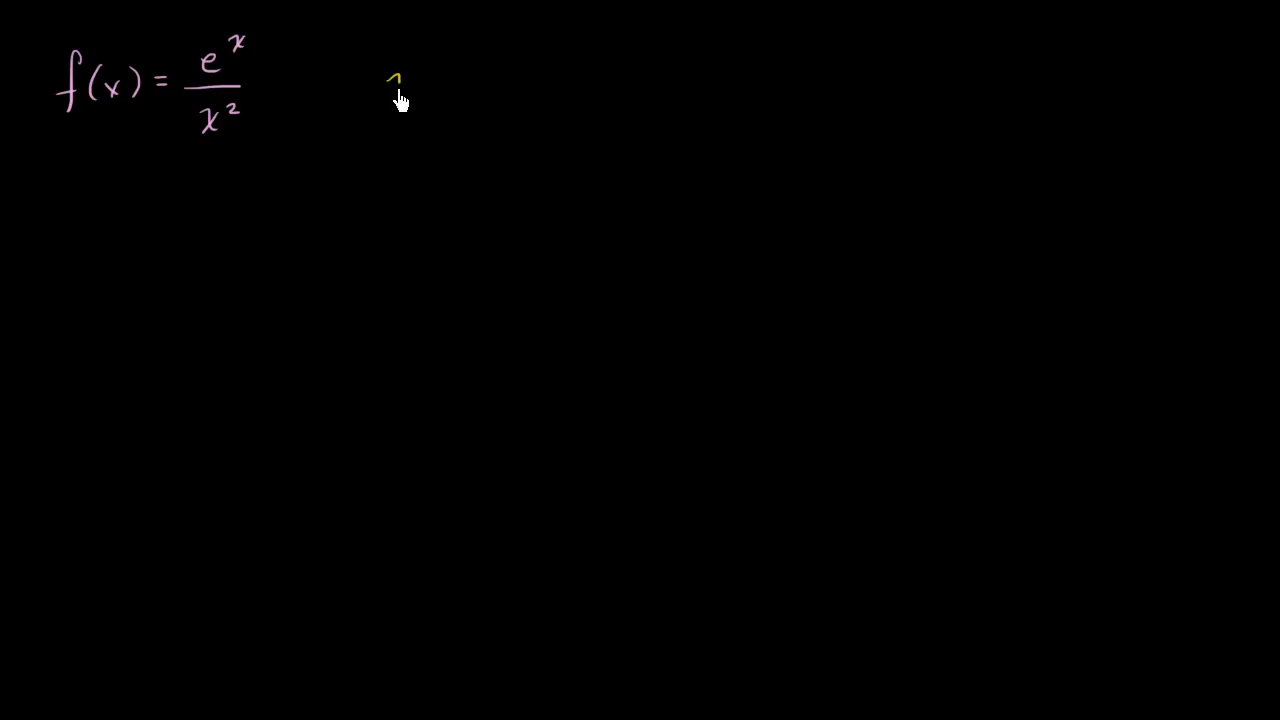 f(x) = e^x / x^2